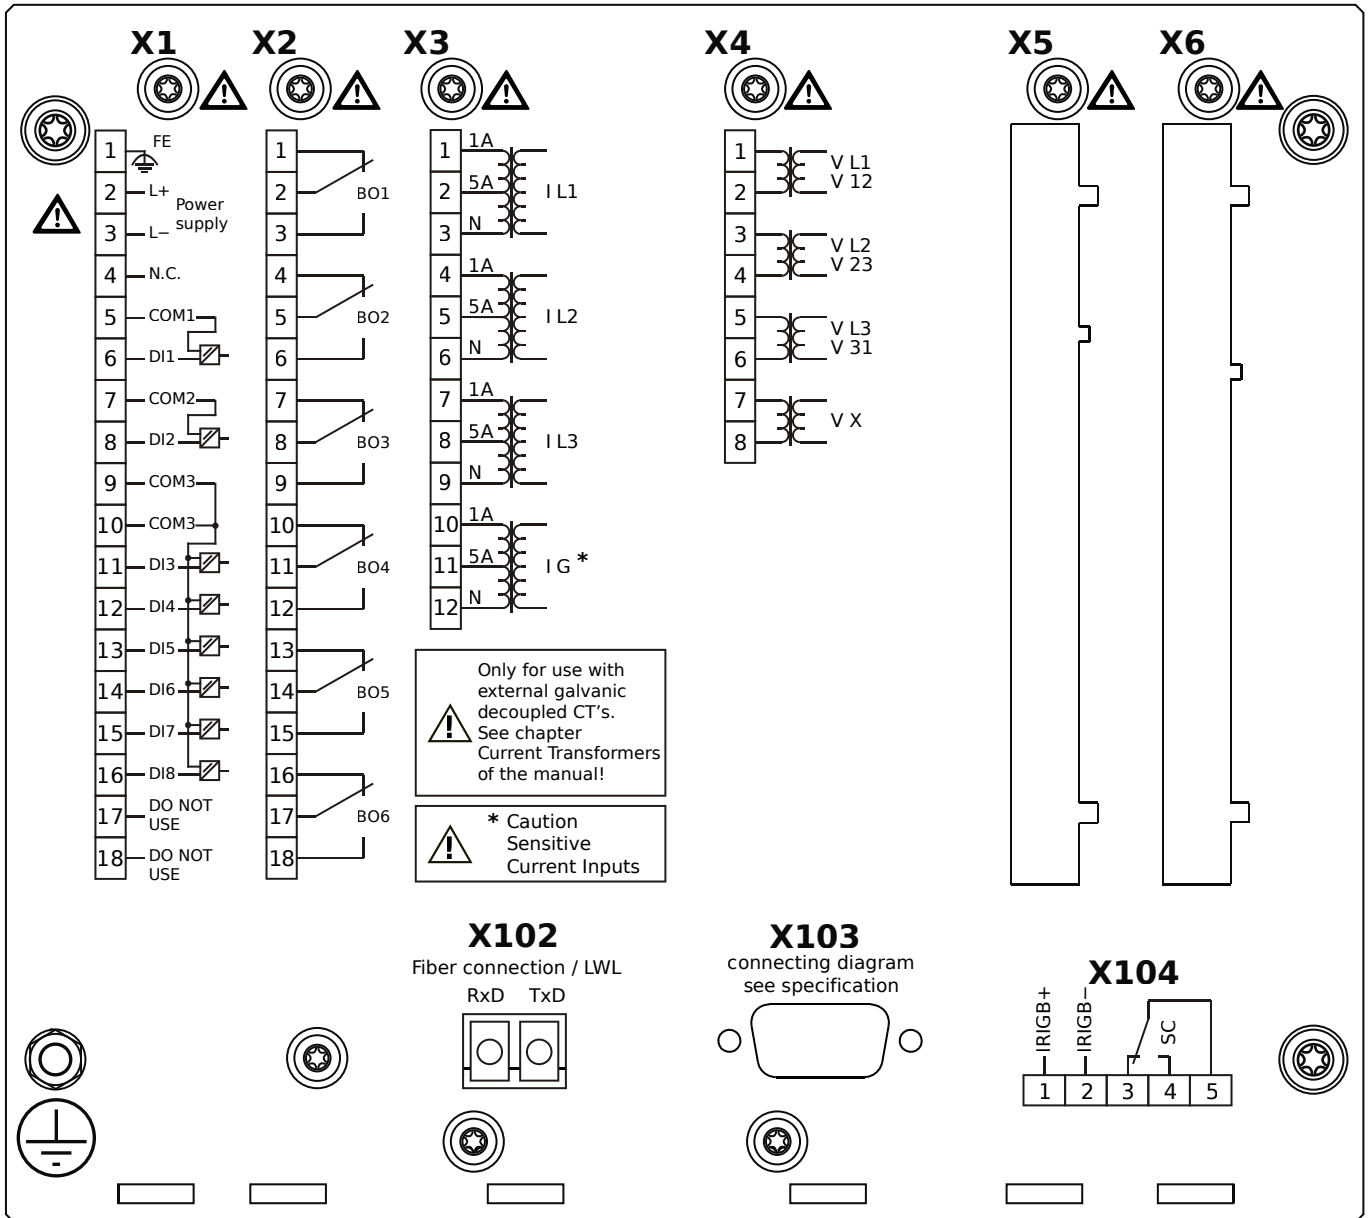 X1
X2
X3
X4
X5
X6
1
FE
2
L+
Power
supply
3
L−
4
N.C.
5
COM1
6
DI1
7
COM2
8
DI2
9
COM3
10
COM3
11
DI3
12
DI4
13
DI5
14
DI6
15
DI7
16
DI8
17
DO NOT
USE
18
DO NOT
USE
1
2
BO1
3
4
5
BO2
6
7
8
BO3
9
10
11
BO4
12
13
14
BO5
15
16
17
BO6
18
1
1A
2
5A
I L1
3
N
4
1A
5
5A
I L2
6
N
7
1A
8
5A
I L3
9
N
10
1A
11
5A
I G *
12
N
Only for use with
external galvanic
decoupled CT's.
See chapter
Current Transformers
of the manual!
* Caution
Sensitive
Current Inputs
1
V L1
2
V 12
3
V L2
4
V 23
5
V L3
6
V 31
7
V X
8
X102
Fiber connection / LWL
RxD TxD
X103
connecting diagram
see specification
X104
IRIGB+
IRIGB−
SC
1 2 3 4 5